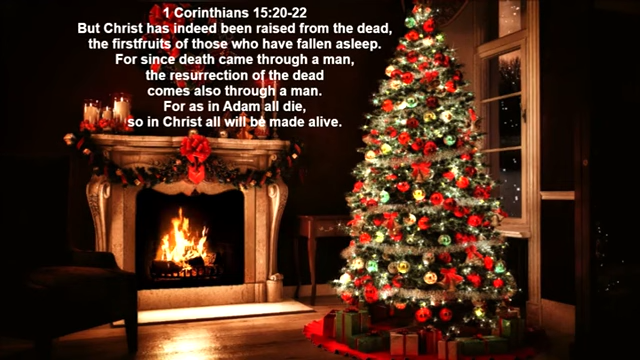 1 Corinthians 15:20-22
But Christ has indeed been raised from the dead,
the firstfruits of those who have fallen asleep.
For since death came through a man,
the resurrection of the dead
comes also through a man.
For as in Adam all die,
so in Christ all will be made alive.